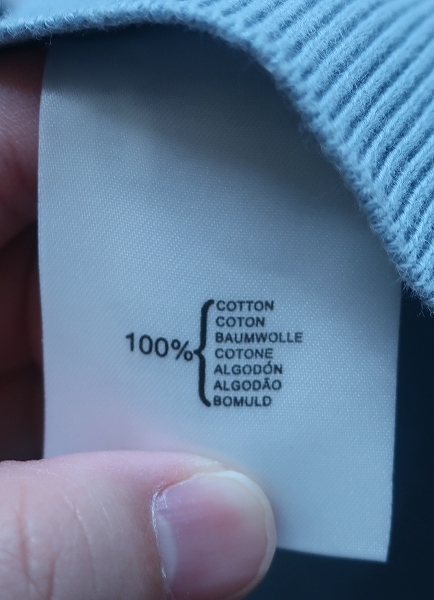 100%
COTTON
COTON
BAUMWOLLE
COTONE
ALGODÓN
ALGODÃO
BOMULD